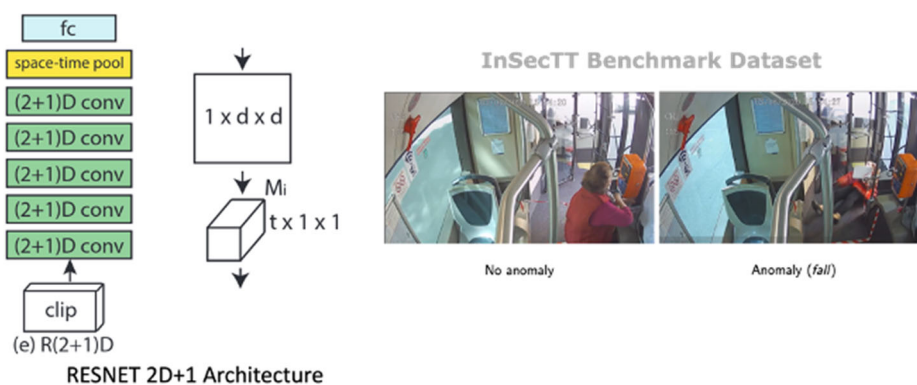 fc
space-time pool
(2+1)D conv
(2+1)D conv
(2+1)D conv
(2+1)D conv
(2+1)D conv
clip
(e) R(2+1)D
1 x d x d
Mi
t x 1 x 1
RESNET 2D+1 Architecture
InSecTT Benchmark Dataset
No anomaly
Anomaly (fall)